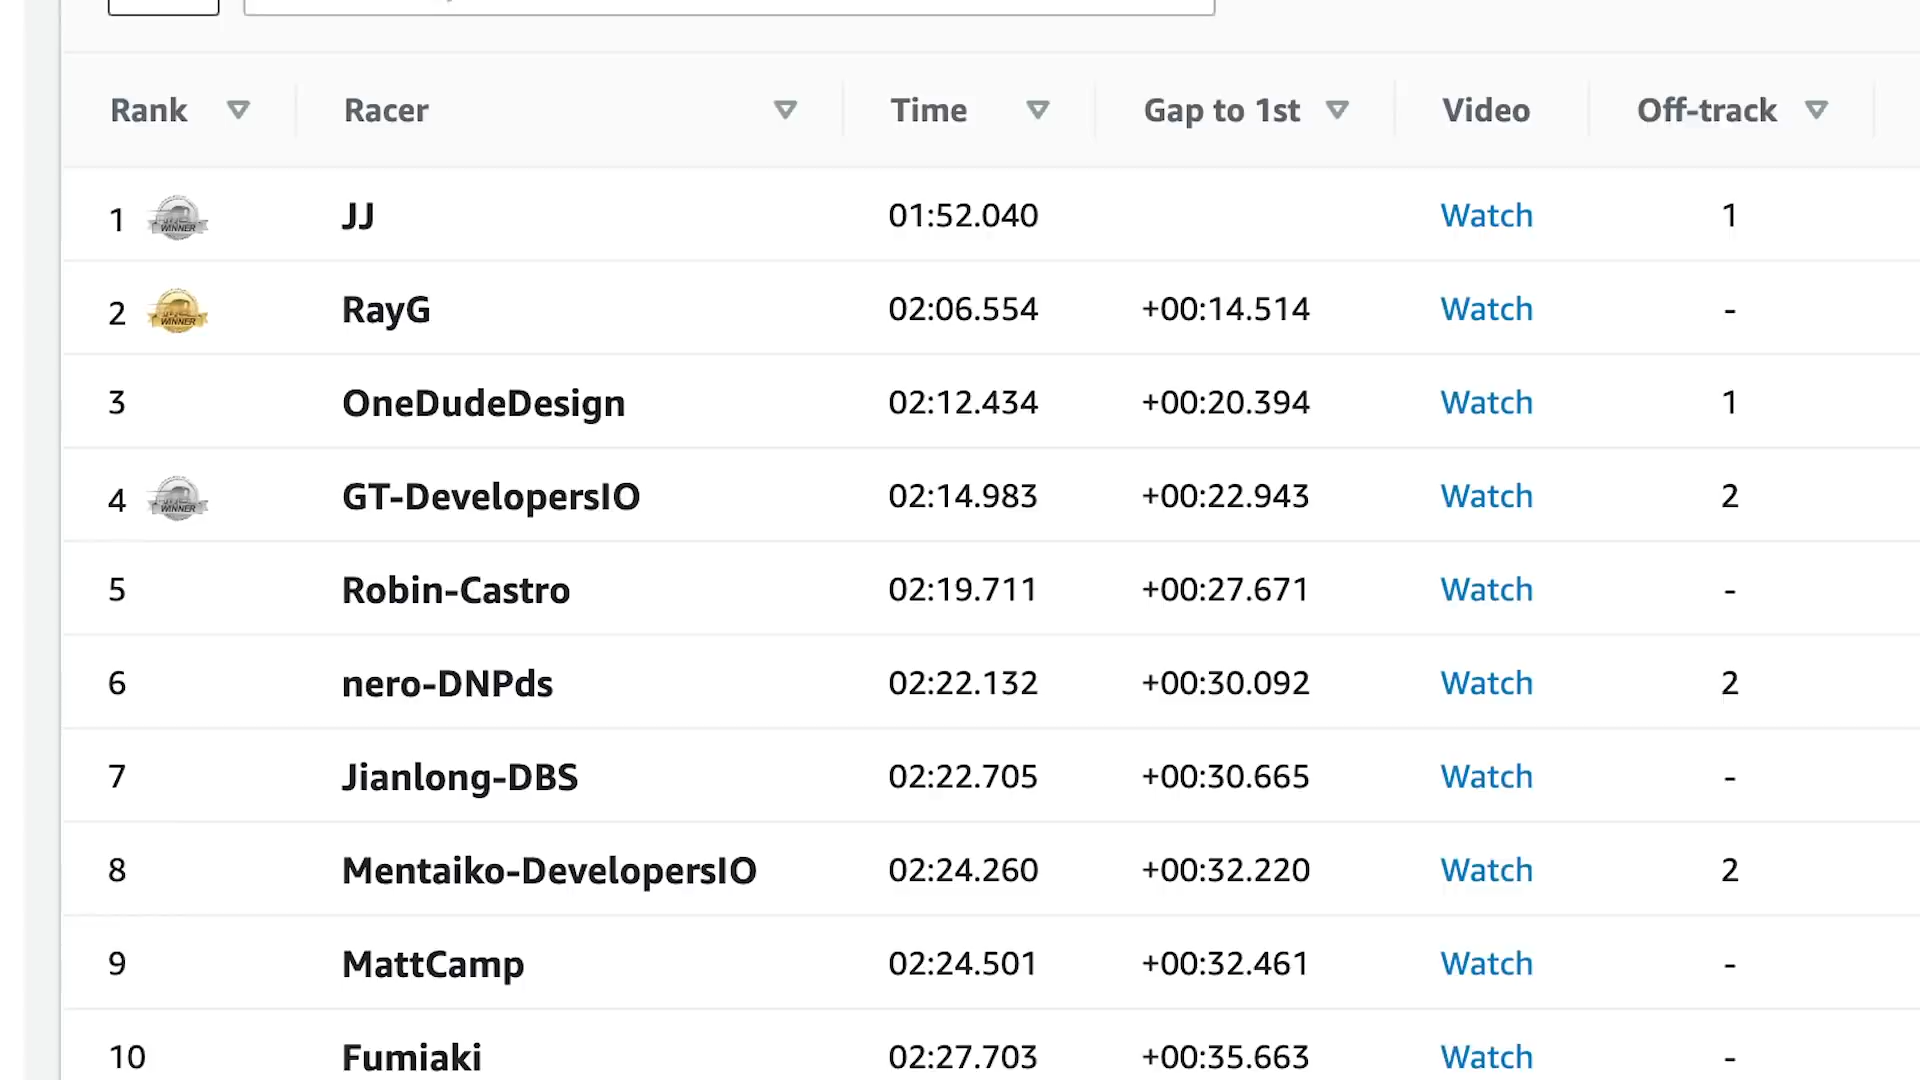 Rank Racer Time Gap to 1st Video Off-track
1 WINNER JJ 01:52.040 Watch 1
2 WINNER RayG 02:06.554 +00:14.514 Watch -
3 OneDudeDesign 02:12.434 +00:20.394 Watch 1
4 WINNER GT-DevelopersIO 02:14.983 +00:22.943 Watch 2
5 Robin-Castro 02:19.711 +00:27.671 Watch -
6 nero-DNPds 02:22.132 +00:30.092 Watch 2
7 Jianlong-DBS 02:22.705 +00:30.665 Watch -
8 Mentaiko-DevelopersIO 02:24.260 +00:32.220 Watch 2
9 MattCamp 02:24.501 +00:32.461 Watch -
10 Fumiaki 02:27.703 +00:35.663 Watch -